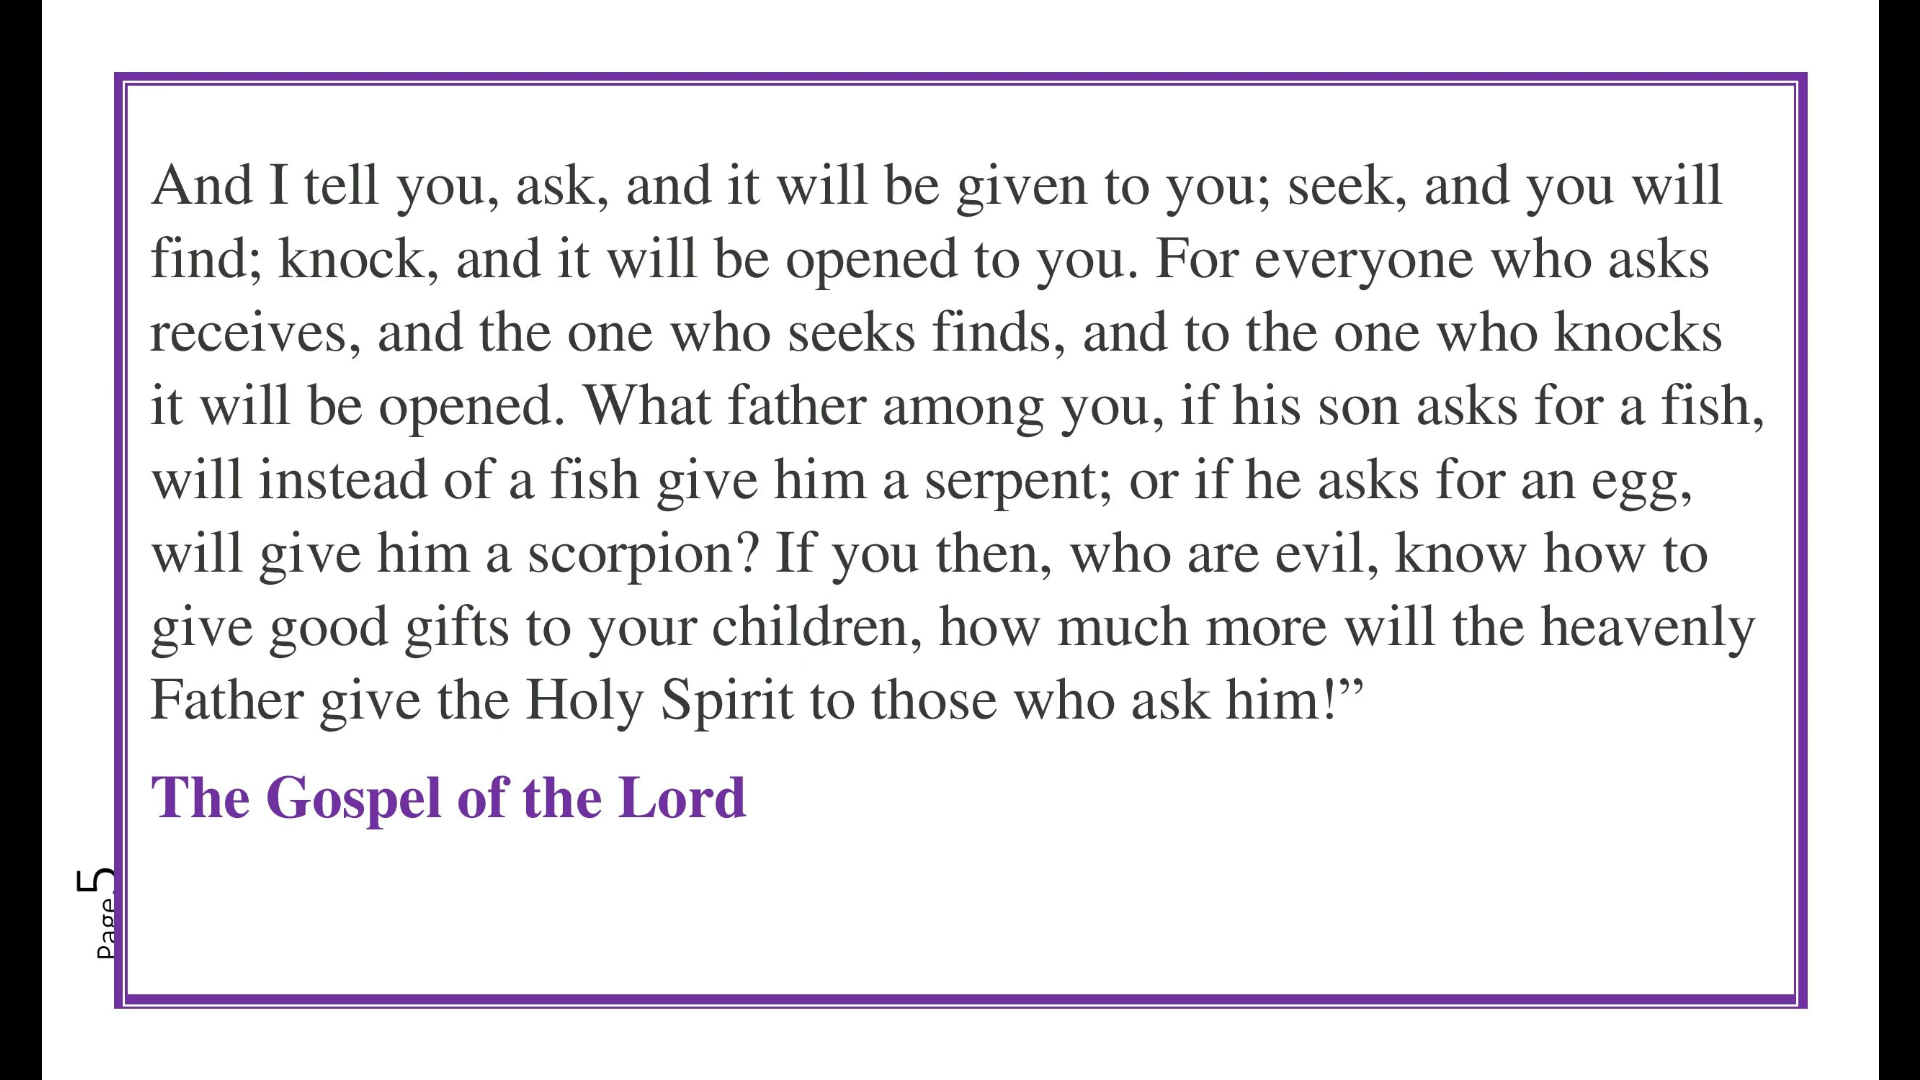 And I tell you, ask, and it will be given to you; seek, and you will
find; knock, and it will be opened to you. For everyone who asks
receives, and the one who seeks finds, and to the one who knocks
it will be opened. What father among you, if his son asks for a fish,
will instead of a fish give him a serpent; or if he asks for an egg,
will give him a scorpion? If you then, who are evil, know how to
give good gifts to your children, how much more will the heavenly
Father give the Holy Spirit to those who ask him!”
The Gospel of the Lord
Page 5